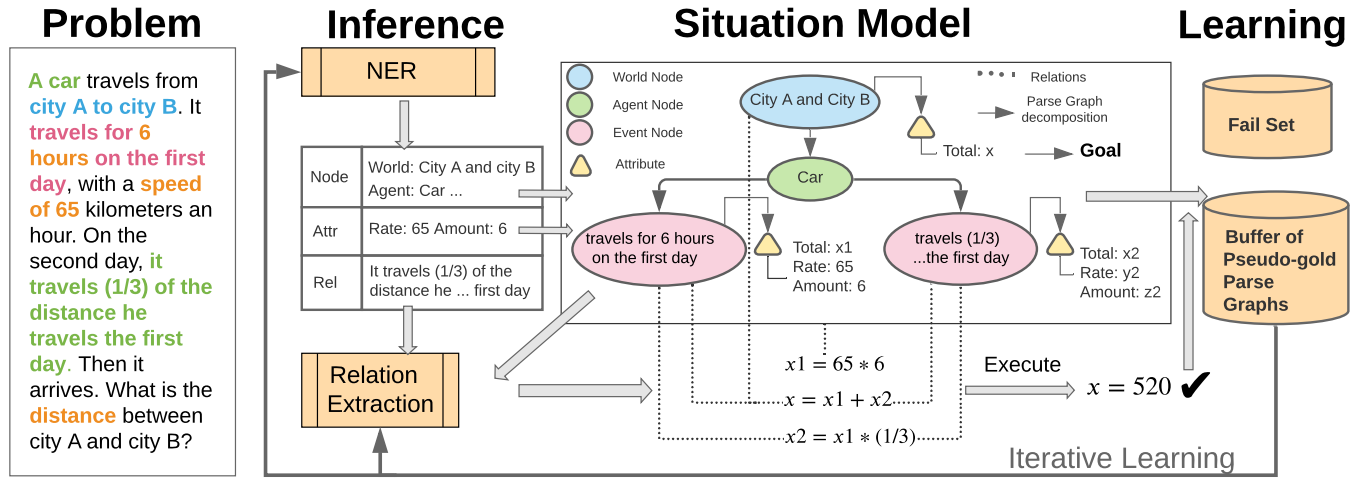 Problem
A car travels from
city A to city B. It
travels for 6
hours on the first
day, with a speed
of 65 kilometers an
hour. On the
second day, it
travels (1/3) of the
distance he
travels the first
day. Then it
arrives. What is the
distance between
city A and city B?
Inference
NER
Node
World: City A and city B
Agent: Car ...
Attr
Rate: 65 Amount: 6
Rel
It travels (1/3) of the
distance he ... first day
Relation
Extraction
Situation Model
World Node
Agent Node
Event Node
Attribute
City A and City B
Total: x
Relations
Parse Graph
decomposition
Goal
Car
travels for 6 hours
on the first day
Total: x1
Rate: 65
Amount: 6
travels (1/3)
...the first day
Total: x2
Rate: y2
Amount: z2
x1 = 65 * 6
x = x1 + x2
x2 = x1 * (1/3)
Execute
x = 520 ✔
Learning
Fail Set
Buffer of
Pseudo-gold
Parse
Graphs
Iterative Learning